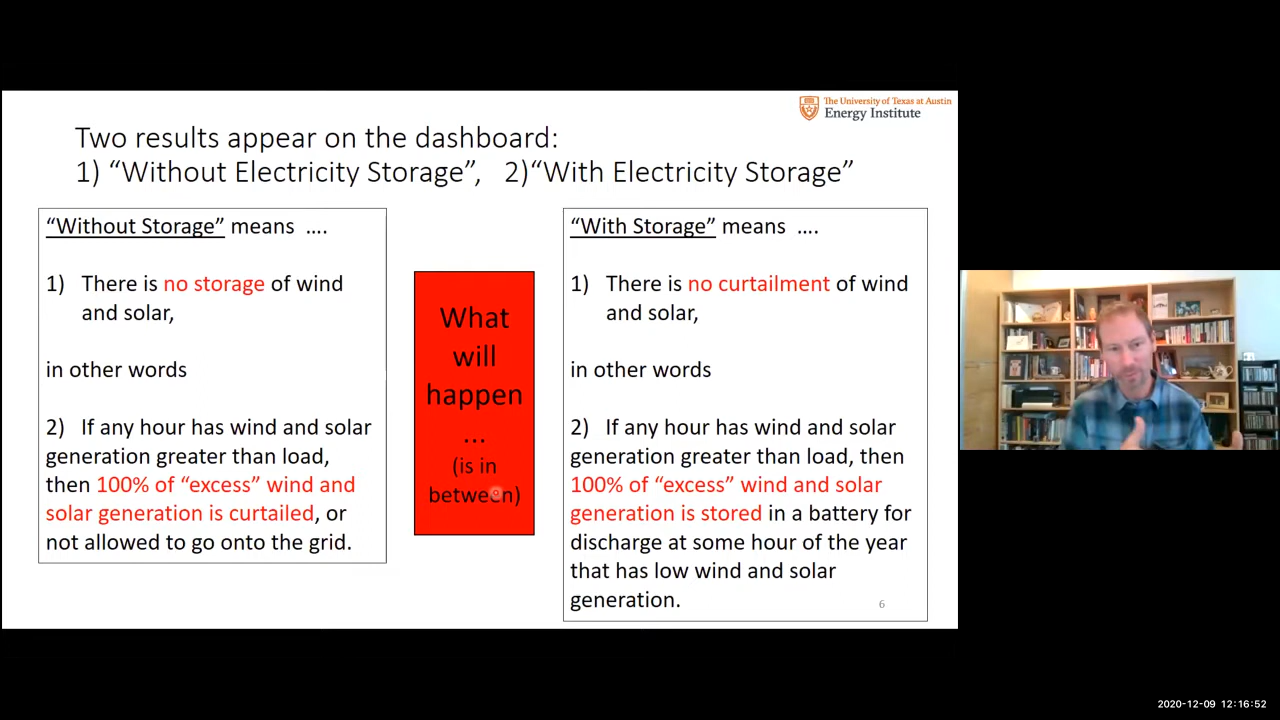 The University of Texas at Austin
Energy Institute
Two results appear on the dashboard:
1) “Without Electricity Storage”, 2)“With Electricity Storage”
“Without Storage” means ….
1) There is no storage of wind
and solar,
in other words
2) If any hour has wind and solar
generation greater than load,
then 100% of “excess” wind and
solar generation is curtailed, or
not allowed to go onto the grid.
What
will
happen
…
(is in
between)
“With Storage” means ….
1) There is no curtailment of wind
and solar,
in other words
2) If any hour has wind and solar
generation greater than load, then
100% of “excess” wind and solar
generation is stored in a battery for
discharge at some hour of the year
that has low wind and solar
generation.
6
2020-12-09 12:16:52